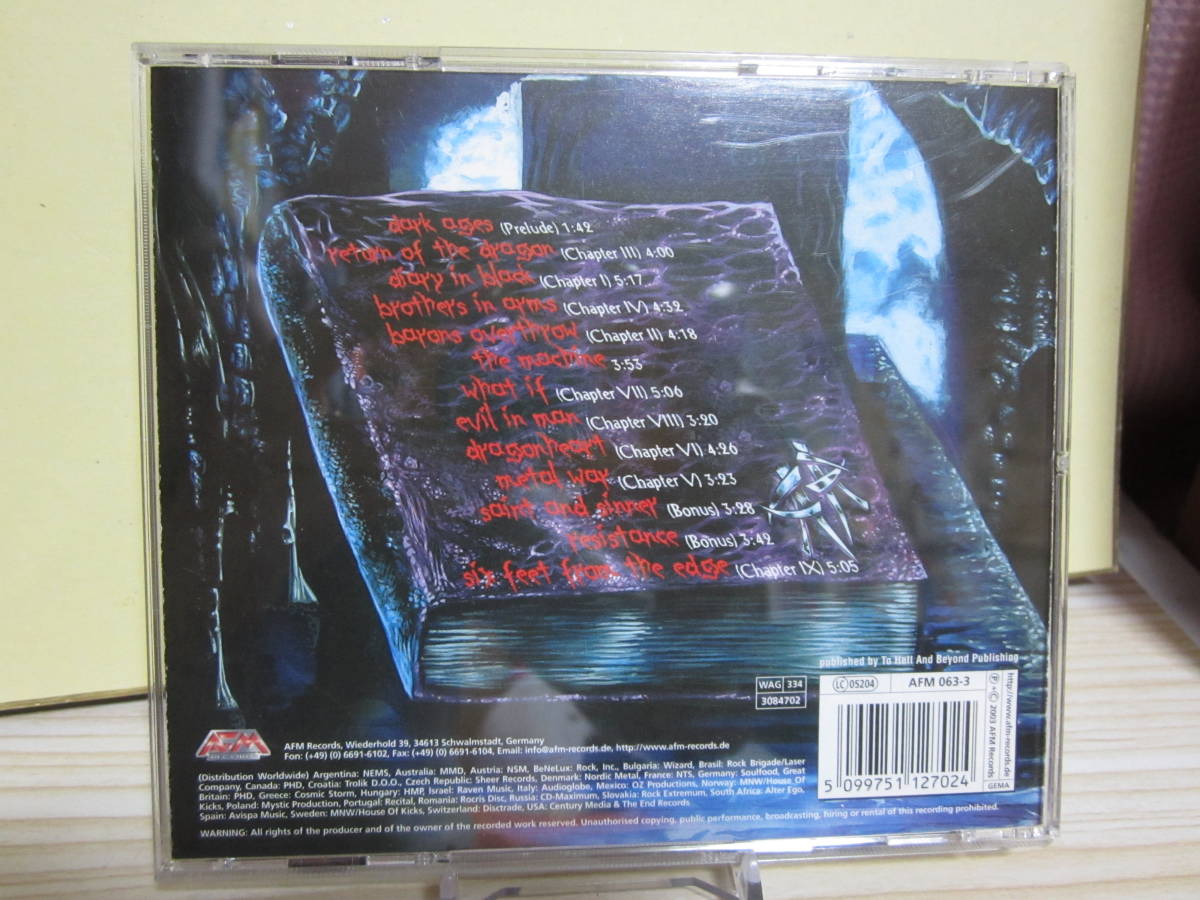 dark ages (Prelude) 1:42
return of the dragon (Chapter III) 4:00
diary in black (Chapter I) 5:17
brothers in arms (Chapter IV) 4:32
barons overthrow (Chapter II) 4:18
the machine 3:53
what if (Chapter VII) 5:06
evil in man (Chapter VIII) 3:20
dragonheart (Chapter VI) 4:26
metal war (Chapter V) 3:23
saint and sinner (Bonus) 3:28
resistance (Bonus) 3:42
six feet from the edge (Chapter IX) 5:05
published by To Hell And Beyond Publishing
WAG 334
3084702
LC 05204 AFM 063-3
5 099751 127024
http://www.afm-records.de
℗ + © 2003 AFM Records
GEMA
AFM
RECORDS
AFM Records, Wiederhold 39, 34613 Schwalmstadt, Germany
Fon: (+49) (0) 6691-6102, Fax: (+49) (0) 6691-6104, Email: info@afm-records.de, http://www.afm-records.de
(Distribution Worldwide) Argentina: NEMS, Australia: MMD, Austria: NSM, BeNeLux: Rock, Inc., Bulgaria: Wizard, Brasil: Rock Brigade/Laser
Company, Canada: PHD, Croatia: Trolik D.O.O., Czech Republic: Sheer Records, Denmark: Nordic Metal, France: NTS, Germany: Soulfood, Great
Britain: PHD, Greece: Cosmic Storm, Hungary: HMP, Israel: Raven Music, Italy: Audioglobe, Mexico: OZ Productions, Norway: MNW/House Of
Kicks, Poland: Mystic Production, Portugal: Recital, Romania: Rocris Disc, Russia: CD-Maximum, Slovakia: Rock Extremum, South Africa: Alter Ego,
Spain: Avispa Music, Sweden: MNW/House Of Kicks, Switzerland: Disctrade, USA: Century Media & The End Records
WARNING: All rights of the producer and of the owner of the recorded work reserved. Unauthorised copying, public performance, broadcasting, hiring or rental of this recording prohibited.